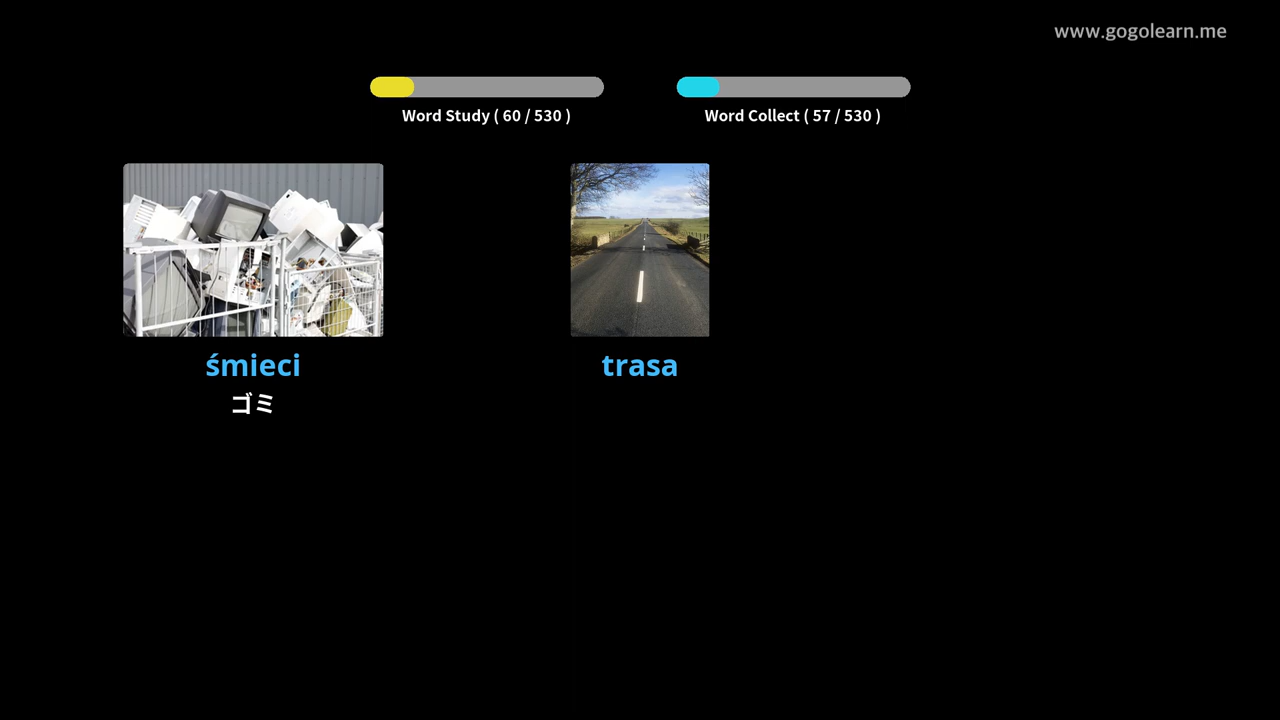 www.gogolearn.me
Word Study ( 60 / 530 )
Word Collect ( 57 / 530 )
śmieci
ゴミ
trasa